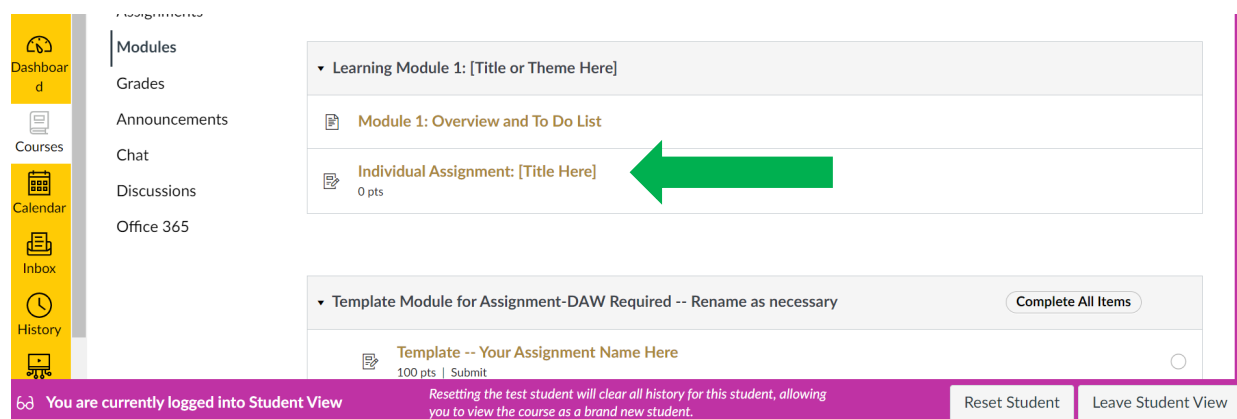 Assignments
Modules
Grades
Announcements
Chat
Discussions
Office 365
Dashboar
d
Courses
Calendar
Inbox
History
Learning Module 1: [Title or Theme Here]
Module 1: Overview and To Do List
Individual Assignment: [Title Here]
0 pts
Template Module for Assignment-DAW Required -- Rename as necessary
Complete All Items
Template -- Your Assignment Name Here
100 pts | Submit
You are currently logged into Student View
Resetting the test student will clear all history for this student, allowing
you to view the course as a brand new student.
Reset Student
Leave Student View